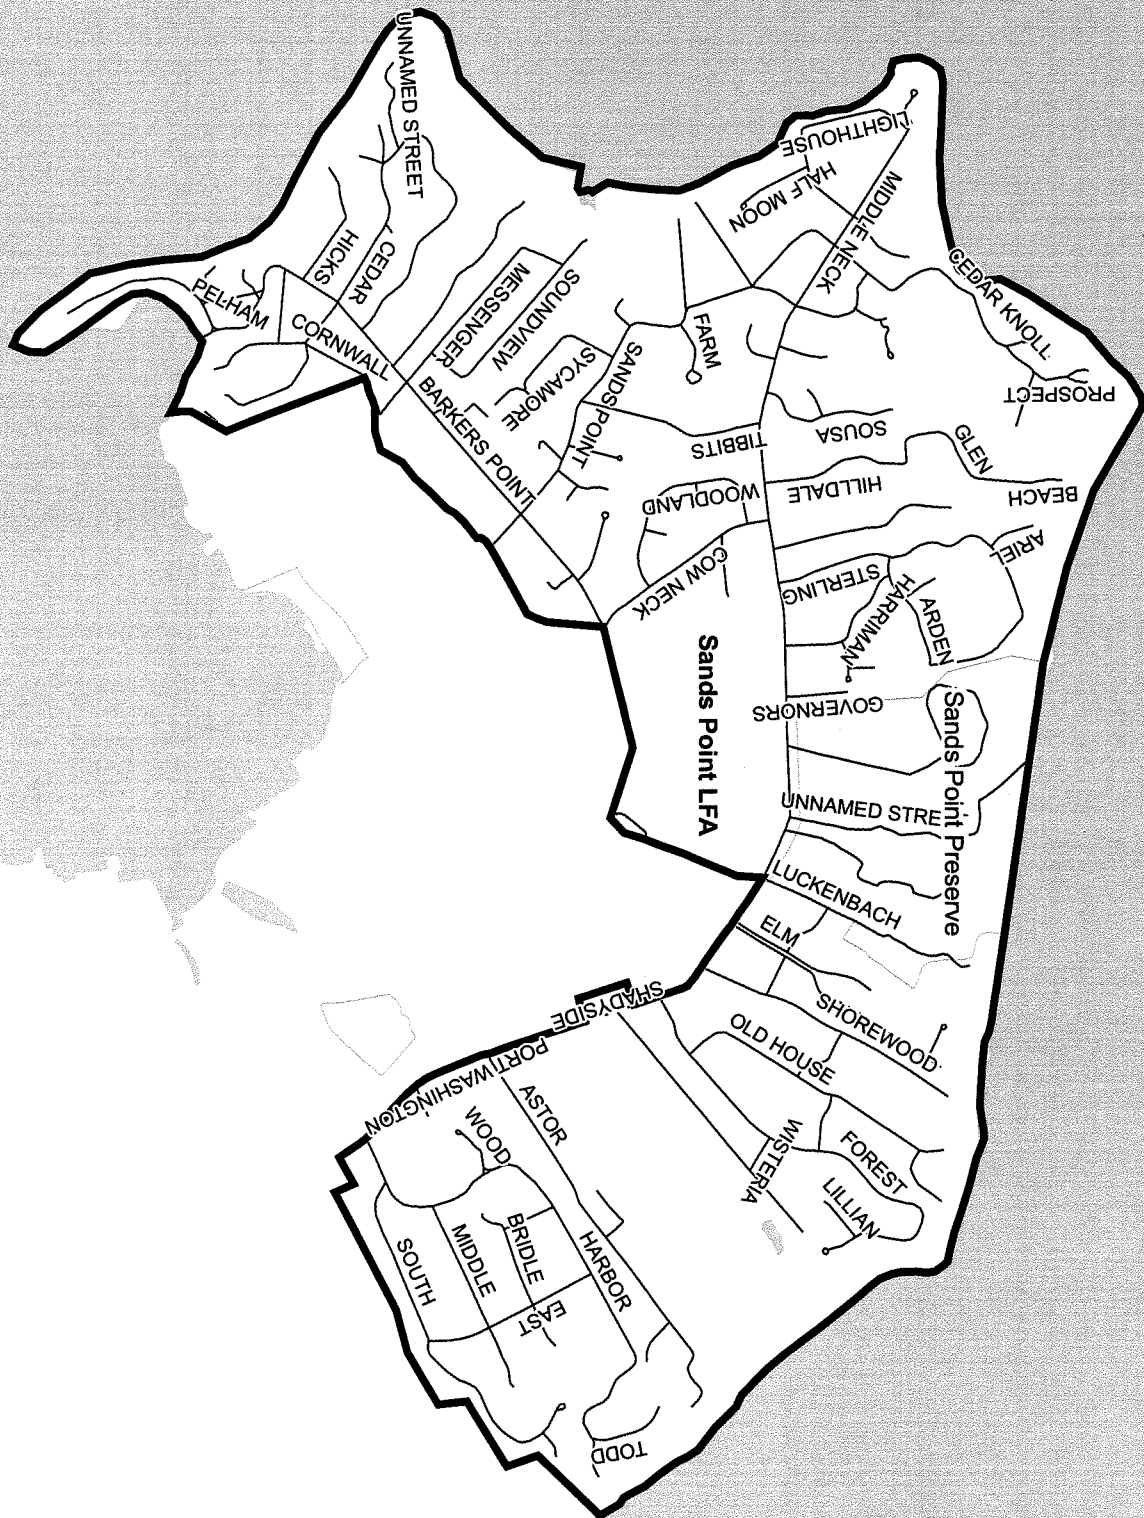 UNNAMED STREET
LIGHTHOUSE
HALF MOON
MIDDLE NECK
HICKS
CEDAR
CEDAR KNOLL
PELHAM
CORNWALL
MESSENGER
SOUNDVIEW
SYCAMORE
FARM
SANDS POINT
BARKERS POINT
PROSPECT
TIBBITS
SOUSA
GLEN
HILLDALE
BEACH
WOODLAND
ARIEL
COW NECK
STERLING
HARRIMAN
ARDEN
Sands Point LFA
GOVERNORS
Sands Point Preserve
UNNAMED STRE
LUCKENBACH
ELM
SHADYSIDE
SHOREWOOD
OLD HOUSE
PORT WASHINGTON
ASTOR
WOOD
WISTERIA
FOREST
LILLIAN
SOUTH
MIDDLE
BRIDLE
HARBOR
EAST
TODD